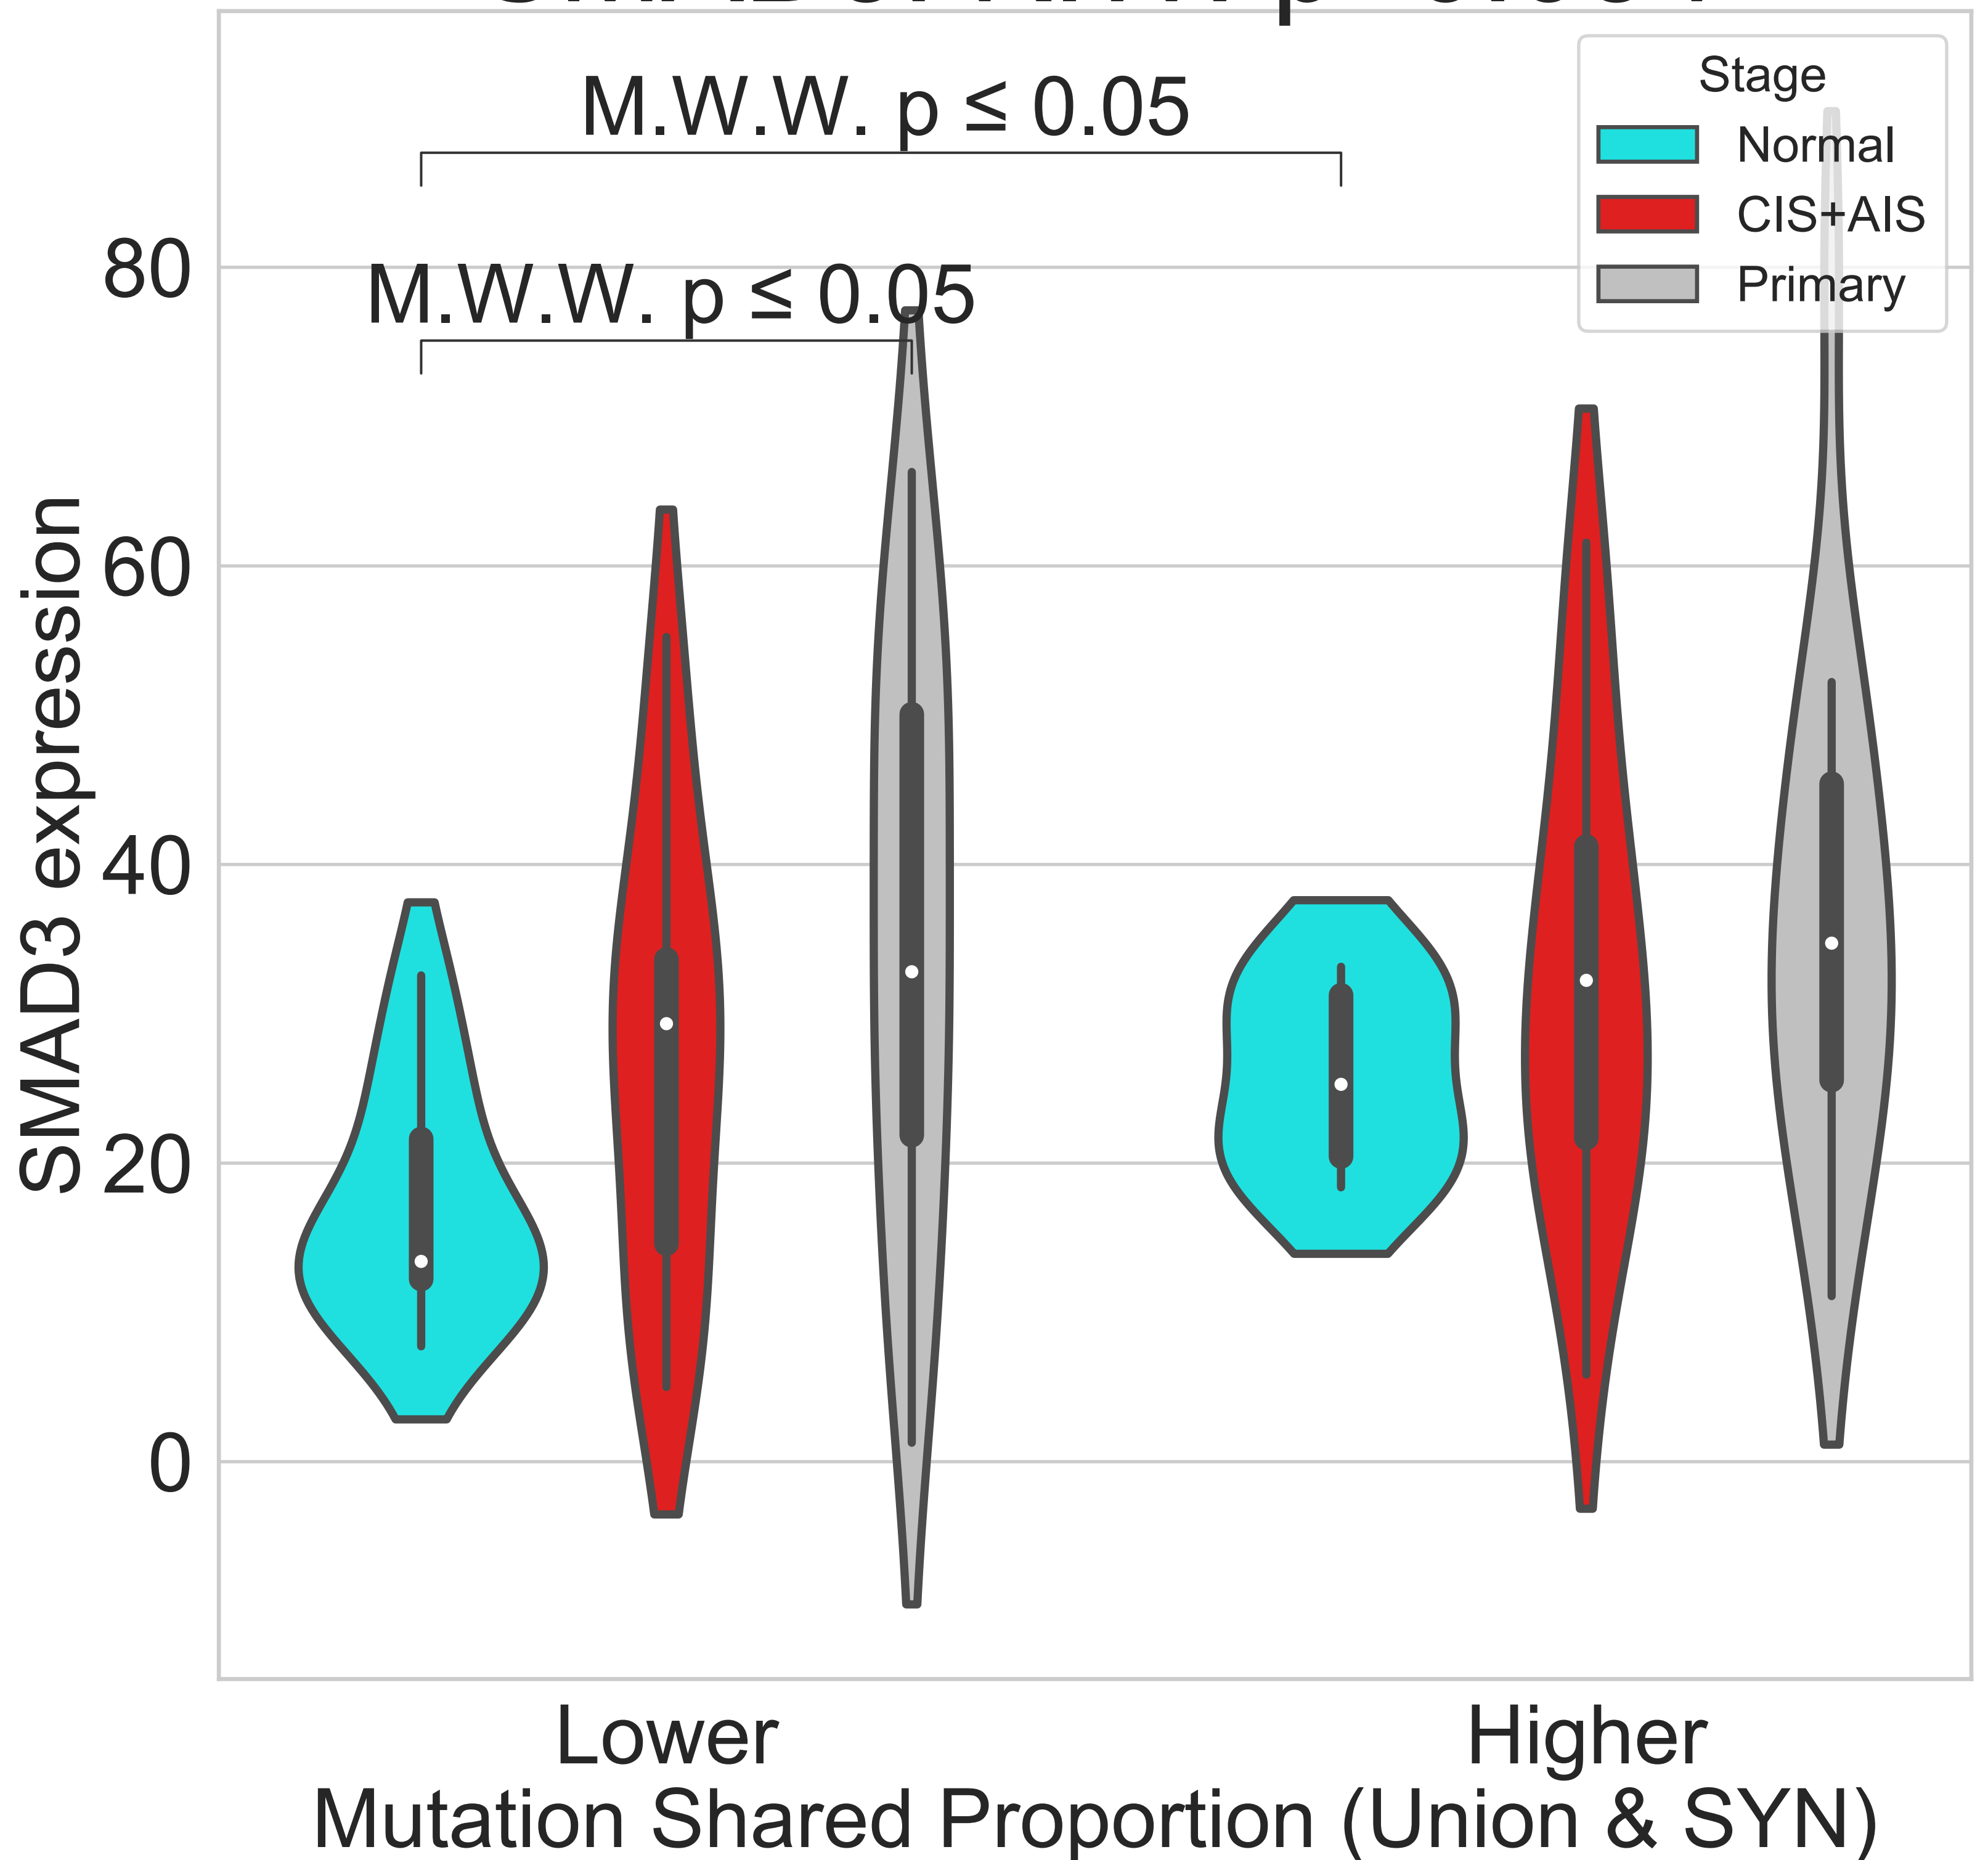 M.W.W. p ≤ 0.05
Stage
Normal
CIS+AIS
Primary
M.W.W. p ≤ 0.05
80
60
40
20
0
SMAD3 expression
Lower
Higher
Mutation Shared Proportion (Union & SYN)